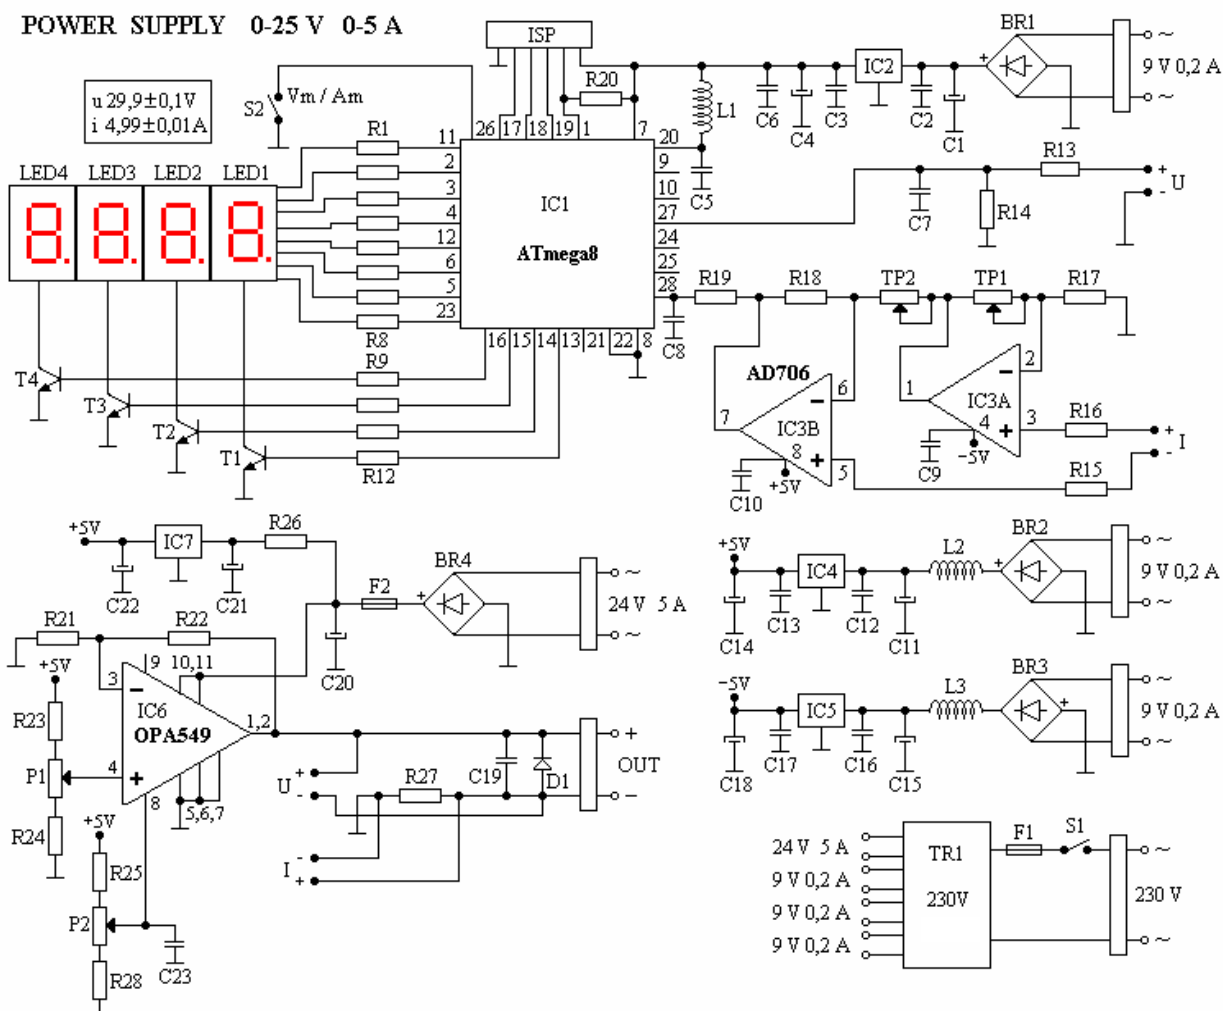 POWER SUPPLY 0-25 V 0-5 A
ISP
BR1
~
9 V 0,2 A
~
+
IC2
R20
L1
C6
C4
C3
C2
C1
u 29,9±0,1V
i 4,99±0,01A
S2
Vm / Am
R1
26
17
18
19
1
7
11
2
3
4
12
6
5
23
20
9
10
27
24
25
28
IC1
ATmega8
16
15
14
13
21
22
8
C5
C7
R14
R13
+
U
-
LED4
LED3
LED2
LED1
8.
8.
8.
8.
R8
R9
R12
T4
T3
T2
T1
R19
R18
TP2
TP1
R17
C8
AD706
7
6
-
IC3B
8
+
5
+5V
C10
1
2
-
IC3A
4
+
3
-5V
C9
R16
R15
+
I
-
+5V
IC7
R26
C22
C21
BR4
+
F2
~
24 V 5 A
~
C20
R21
R22
+5V
R23
P1
R24
3
-
9
10,11
IC6
OPA549
1,2
4
+
8
5,6,7
+5V
R25
P2
R28
C23
+
U
-
R27
C19
D1
+
OUT
-
-
I
+
+5V
IC4
L2
BR2
+
~
9 V 0,2 A
~
C14
C13
C12
C11
-5V
IC5
L3
BR3
+
~
9 V 0,2 A
~
C18
C17
C16
C15
24 V 5 A
9 V 0,2 A
9 V 0,2 A
9 V 0,2 A
TR1
230V
F1
S1
~
230 V
~